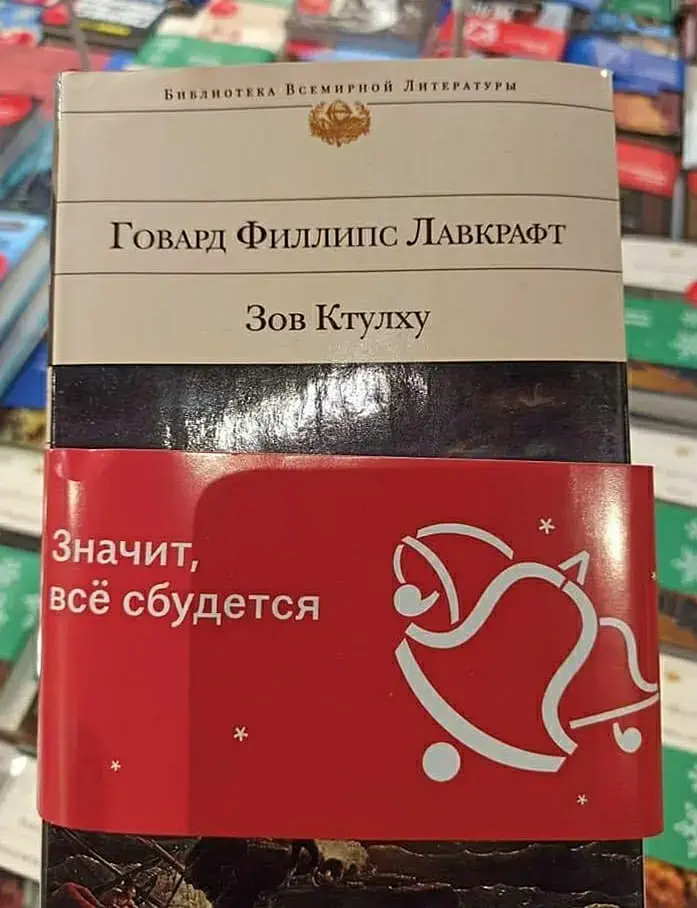 Библиотека Всемирной Литературы
Говард Филлипс Лавкрафт
Зов Ктулху
Значит,
всё сбудется